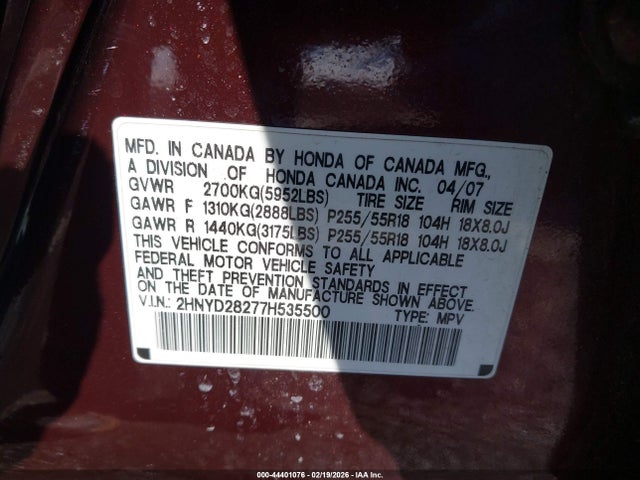 MFD. IN CANADA BY HONDA OF CANADA MFG.,
A DIVISION OF HONDA CANADA INC. 04/07
GVWR 2700KG(5952LBS) TIRE SIZE RIM SIZE
GAWR F 1310KG(2888LBS) P255/55R18 104H 18X8.0J
GAWR R 1440KG(3175LBS) P255/55R18 104H 18X8.0J
THIS VEHICLE CONFORMS TO ALL APPLICABLE
FEDERAL MOTOR VEHICLE SAFETY
AND THEFT PREVENTION STANDARDS IN EFFECT
ON THE DATE OF MANUFACTURE SHOWN ABOVE.
V.I.N.: 2HNYD28277H535500 TYPE: MPV
000-44401076 - 02/19/2026 - IAA Inc.